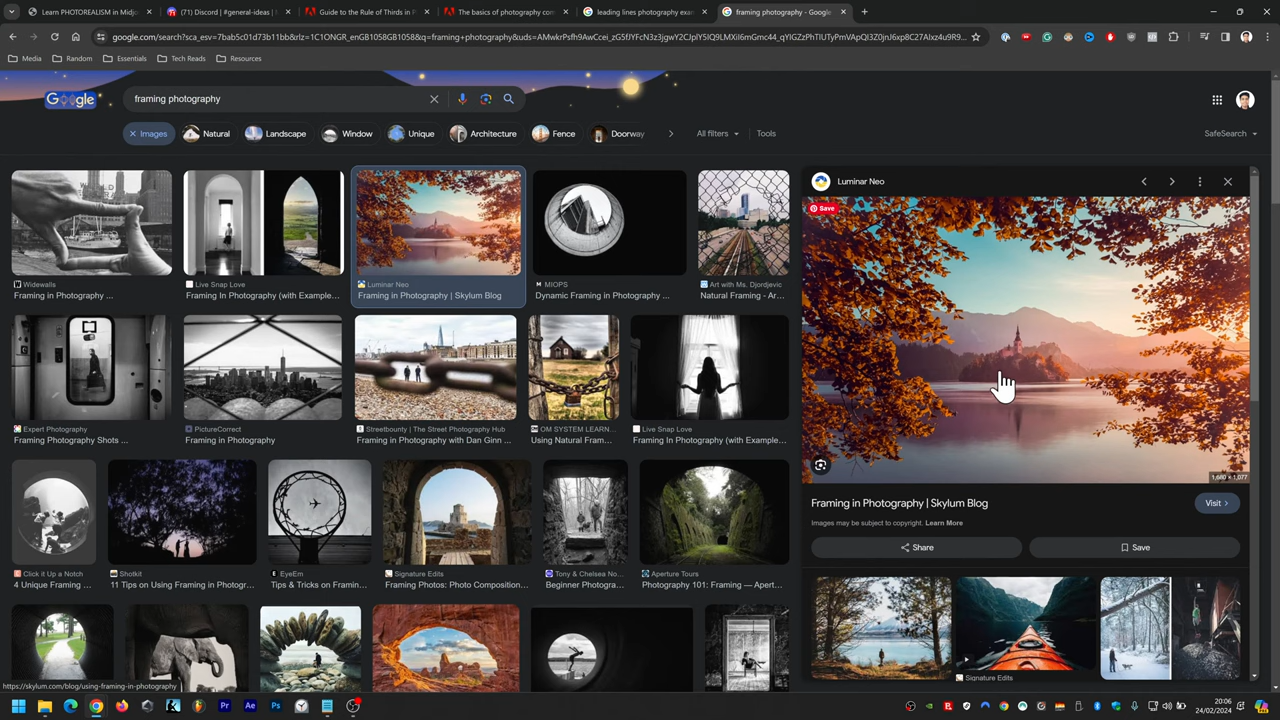 Learn PHOTOREALISM in Midjo
(71) Discord | #general-ideas | M
Guide to the Rule of Thirds in P
The basics of photography com
leading lines photography exam
framing photography - Google
Media
Random
Essentials
Tech Reads
Resources
Google
framing photography
Images
Natural
Landscape
Window
Unique
Architecture
Fence
Doorway
All filters
Tools
SafeSearch
Widewalls
Framing in Photography ...
Live Snap Love
Framing In Photography (with Example...
Luminar Neo
Framing in Photography | Skylum Blog
MIOPS
Dynamic Framing in Photography ...
Art with Ms. Djordjevic
Natural Framing - Ar...
Expert Photography
Framing Photography Shots ...
PictureCorrect
Framing in Photography
Streetbounty | The Street Photography Hub
Framing in Photography with Dan Ginn ...
OM SYSTEM LEARN...
Using Natural Fram...
Live Snap Love
Framing In Photography (with Example...
Click it Up a Notch
4 Unique Framing ...
Shotkit
11 Tips on Using Framing in Photogr...
EyeEm
Tips & Tricks on Framin...
Signature Edits
Framing Photos: Photo Composition...
Tony & Chelsea No...
Beginner Photogra...
Aperture Tours
Photography 101: Framing — Apert...
Luminar Neo
Save
1,680 × 1,077
Framing in Photography | Skylum Blog
Visit
Images may be subject to copyright. Learn More
Share
Save
Signature Edits
https://skylum.com/blog/using-framing-in-photography
20:06
24/02/2024